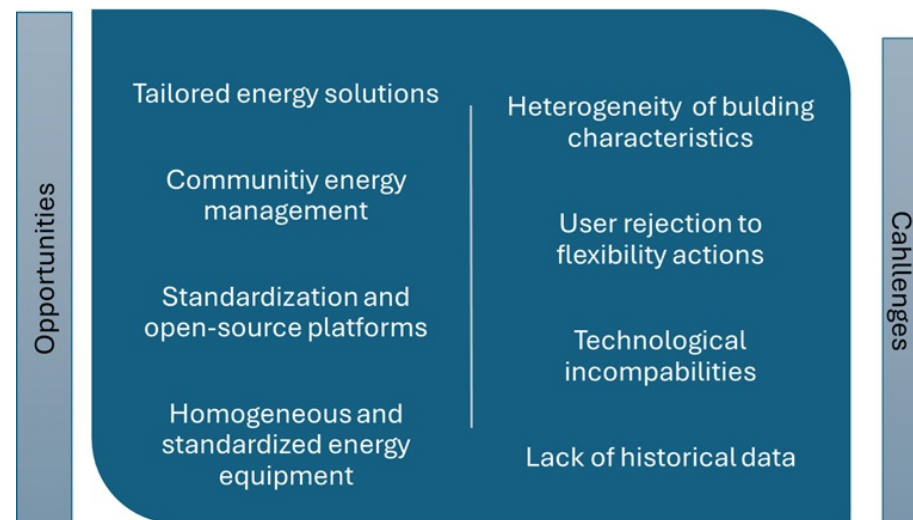 Opportunities
Tailored energy solutions
Communitiy energy
management
Standardization and
open-source platforms
Homogeneous and
standardized energy
equipment
Heterogeneity of bulding
characteristics
User rejection to
flexibility actions
Technological
incompabilities
Lack of historical data
Cahllenges